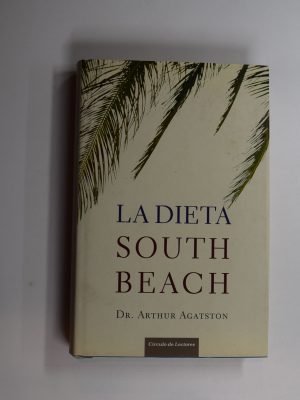 LA DIETA
SOUTH
BEACH
DR. ARTHUR AGATSTON
Círculo de Lectores